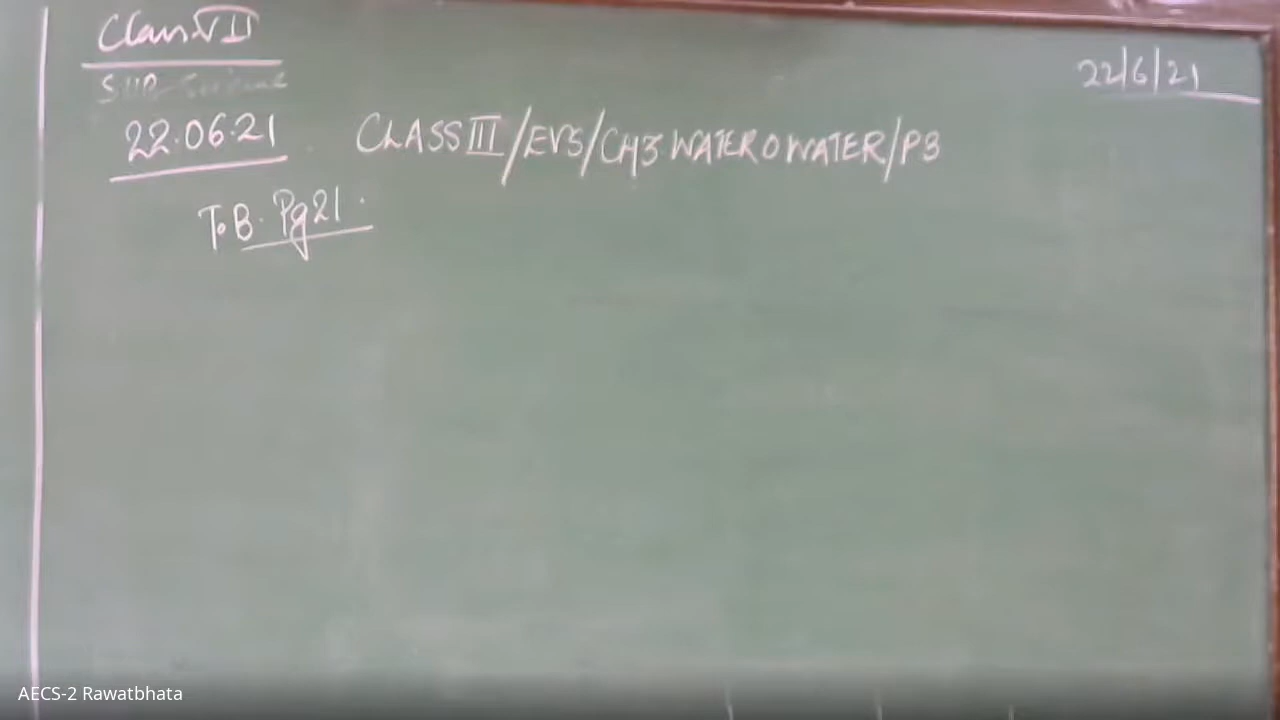 Class VII
22/6/21
22.06.21 CLASS III/EVS/CH3 WATER O WATER/P3
T.B. Pg 21.
AECS-2 Rawatbhata